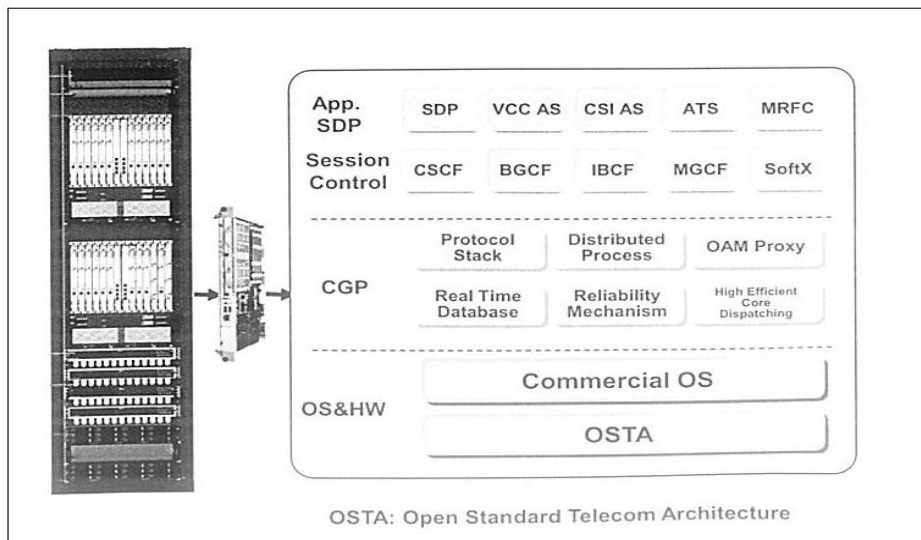 App.
SDP
SDP
VCC AS
CSI AS
ATS
MRFC
Session
Control
CSCF
BGCF
IBCF
MGCF
SoftX
CGP
Protocol
Stack
Distributed
Process
OAM Proxy
Real Time
Database
Reliability
Mechanism
High Efficient
Core
Dispatching
OS&HW
Commercial OS
OSTA
OSTA: Open Standard Telecom Architecture